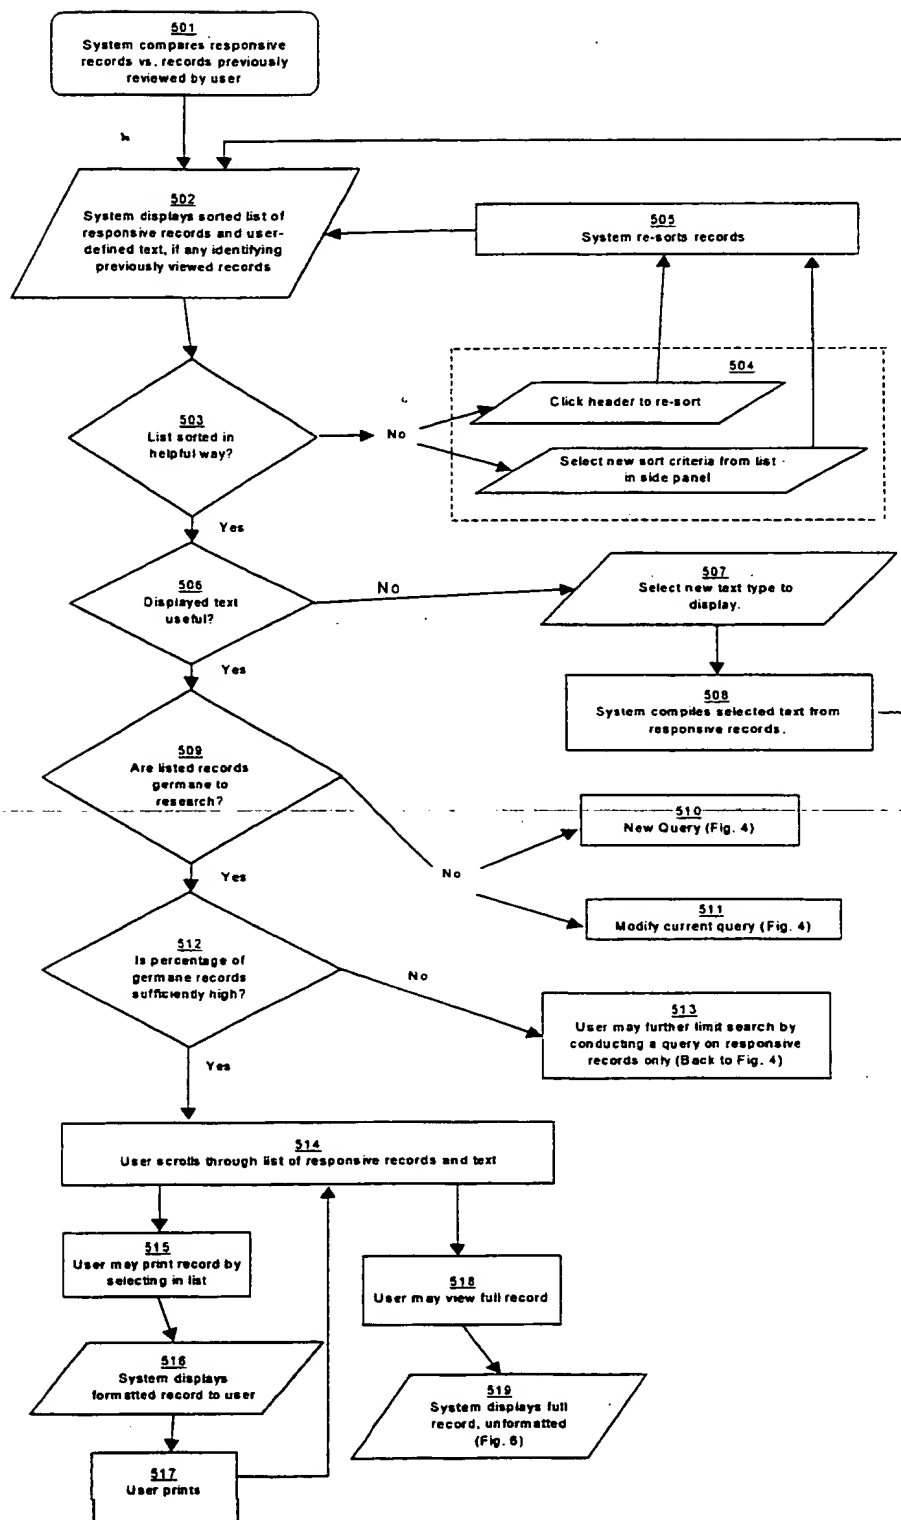 501
System compares responsive
records vs. records previously
reviewed by user
502
System displays sorted list of
responsive records and user-
defined text, if any identifying
previously viewed records
505
System re-sorts records
504
Click header to re-sort
Select new sort criteria from list
in side panel
503
List sorted in
helpful way?
No
Yes
506
Displayed text
useful?
No
507
Select new text type to
display.
Yes
508
System compiles selected text from
responsive records.
509
Are listed records
germane to
research?
510
New Query (Fig. 4)
No
Yes
511
Modify current query (Fig. 4)
512
Is percentage of
germane records
sufficiently high?
No
513
User may further limit search by
conducting a query on responsive
records only (Back to Fig. 4)
Yes
514
User scrolls through list of responsive records and text
515
User may print record by
selecting in list
518
User may view full record
516
System displays
formatted record to user
519
System displays full
record, unformatted
(Fig. 6)
517
User prints